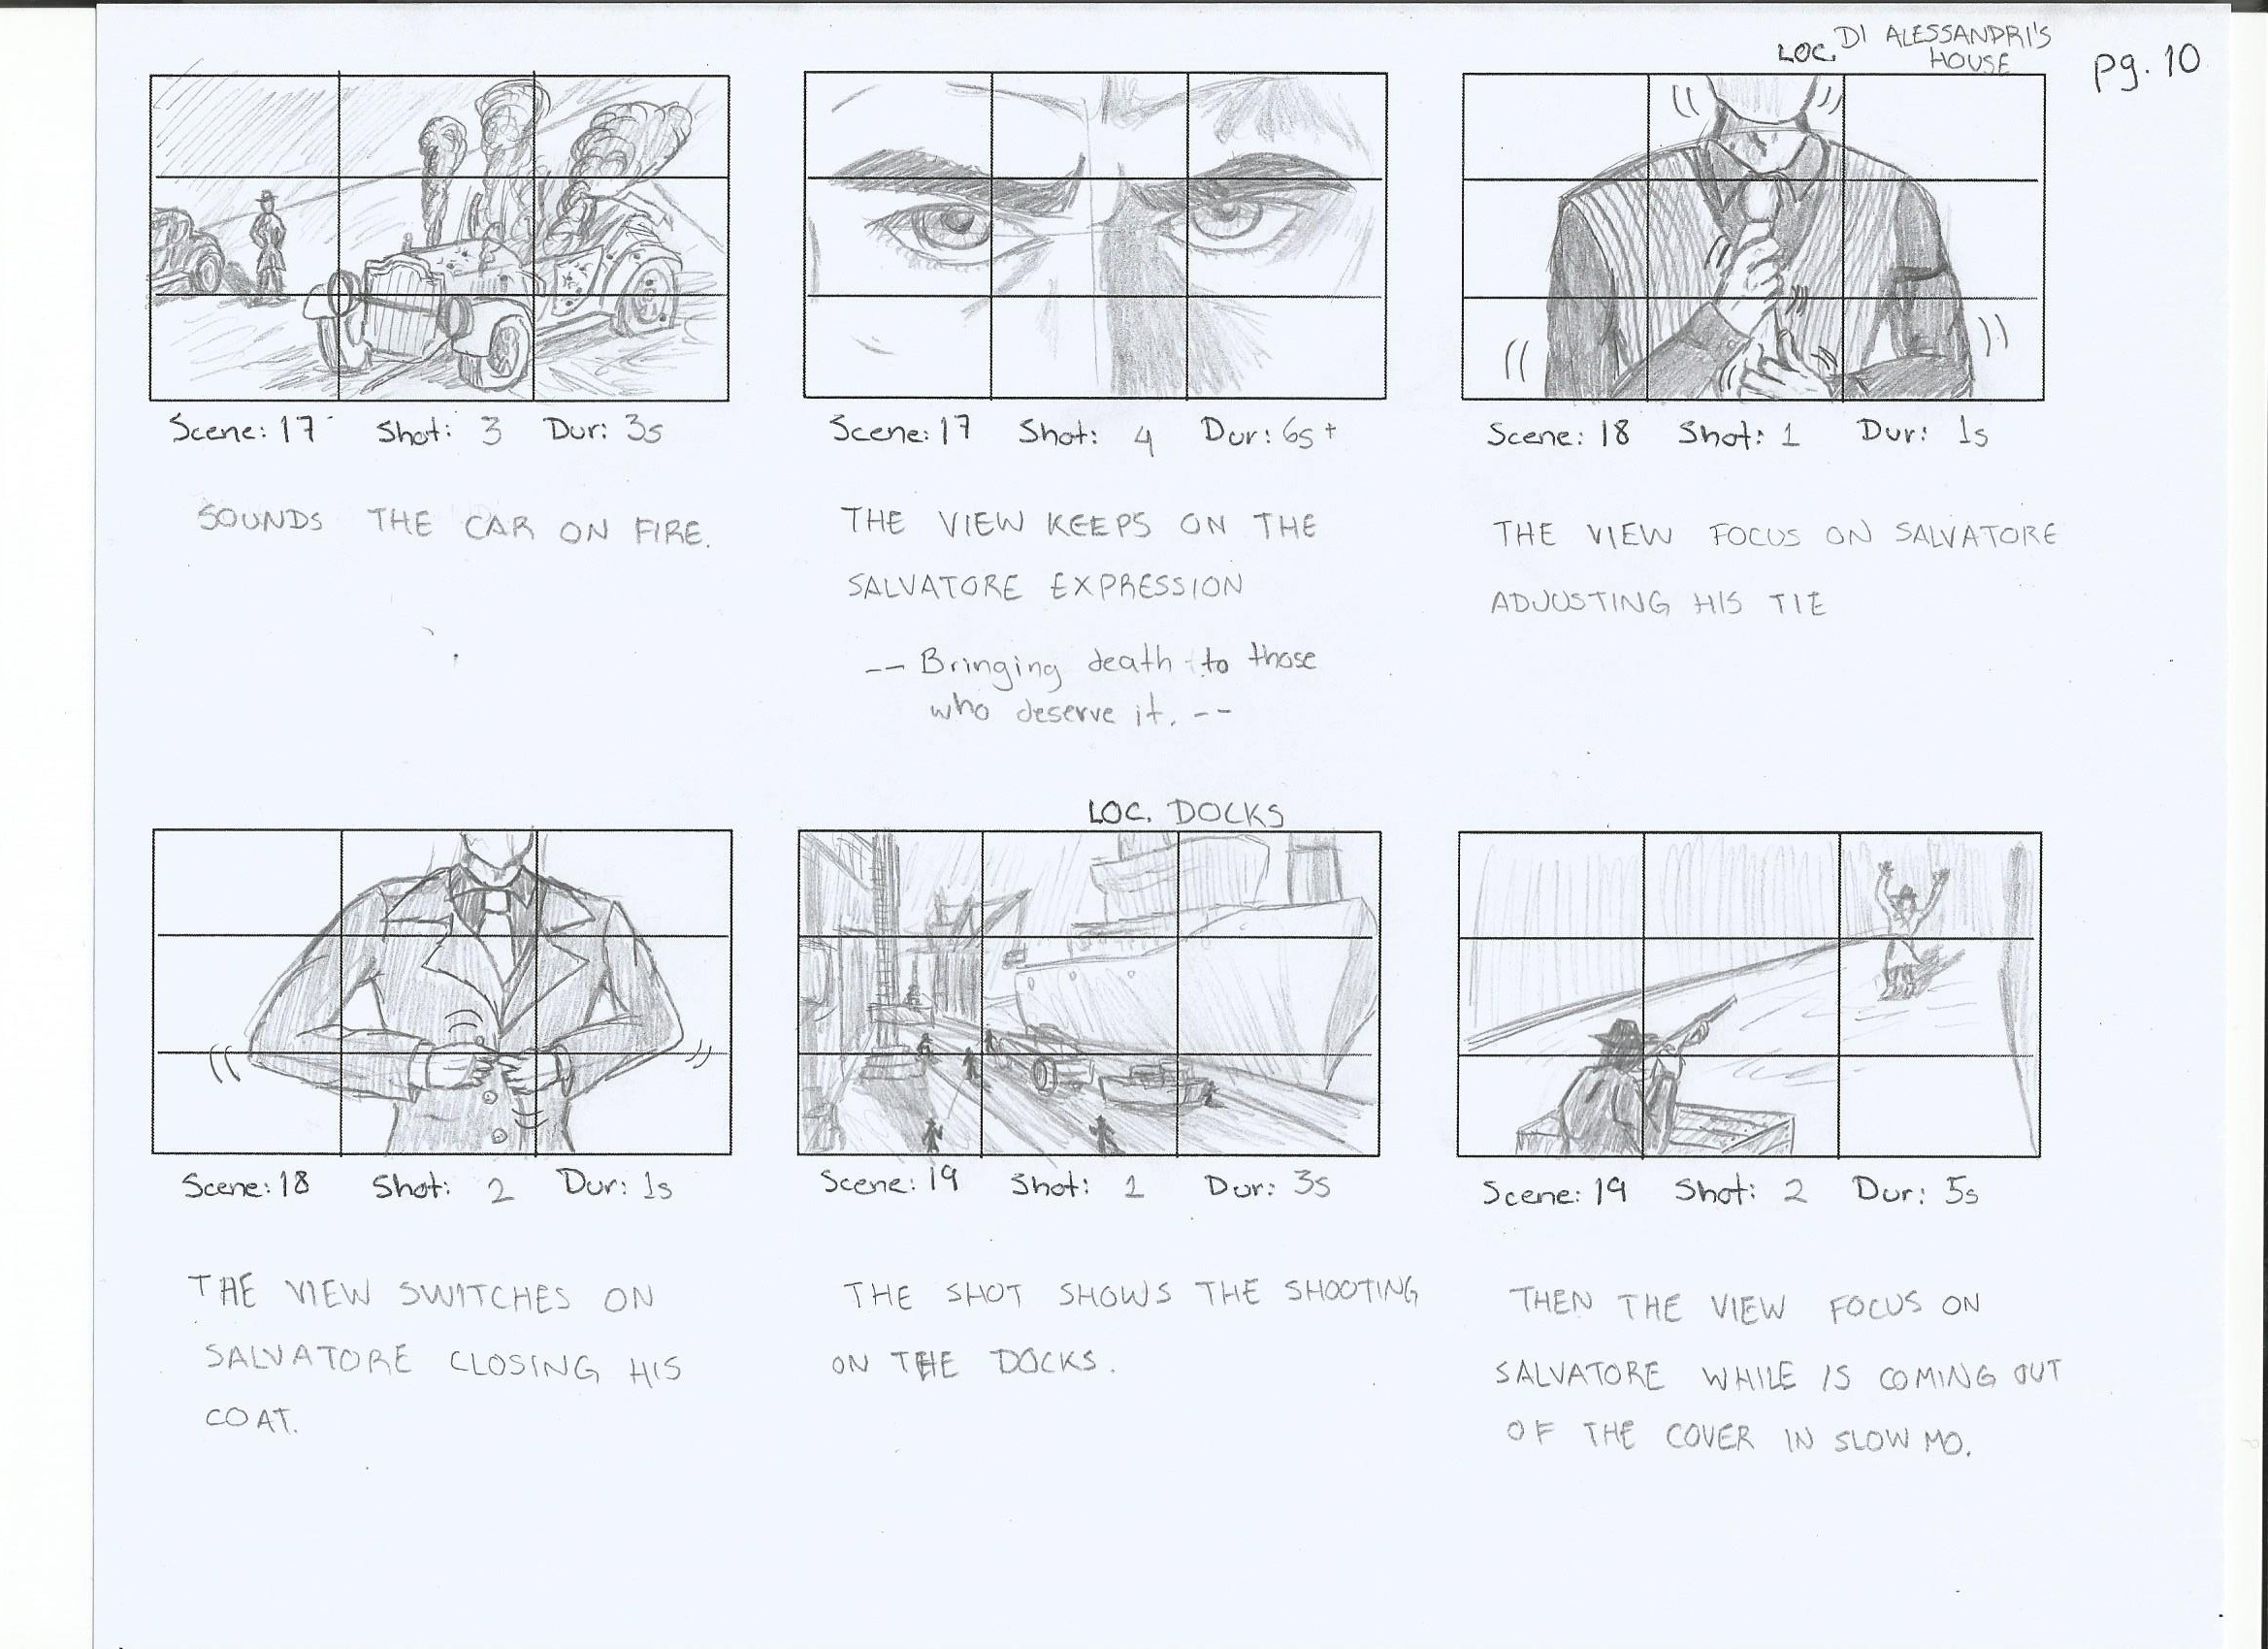 LOC. DI ALESSANDRI'S
HOUSE
pg. 10
Scene: 17 Shot: 3 Dur: 3s
SOUNDS THE CAR ON FIRE.
Scene: 17 Shot: 4 Dur: 6s+
THE VIEW KEEPS ON THE
SALVATORE EXPRESSION
-- Bringing death to those
who deserve it. --
Scene: 18 Shot: 1 Dur: 1s
THE VIEW FOCUS ON SALVATORE
ADJUSTING HIS TIE
Scene: 18 Shot: 2 Dur: 1s
THE VIEW SWITCHES ON
SALVATORE CLOSING HIS
COAT.
LOC. DOCKS
Scene: 19 Shot: 1 Dur: 3s
THE SHOT SHOWS THE SHOOTING
ON THE DOCKS.
Scene: 19 Shot: 2 Dur: 5s
THEN THE VIEW FOCUS ON
SALVATORE WHILE IS COMING OUT
OF THE COVER IN SLOW MO.